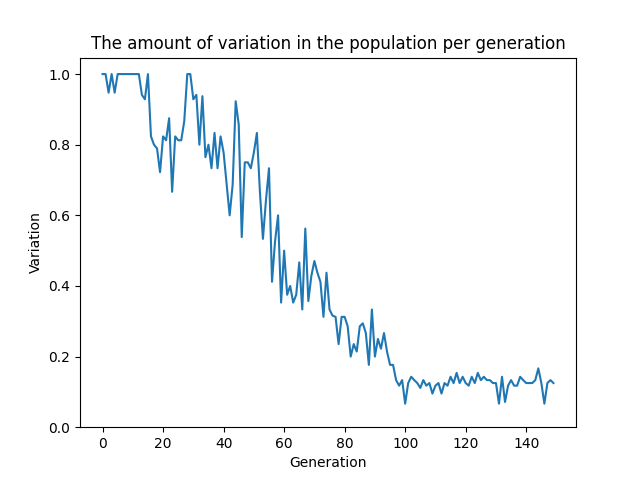 The amount of variation in the population per generation
1.0
0.8
0.6
0.4
0.2
0.0
Variation
0 20 40 60 80 100 120 140
Generation